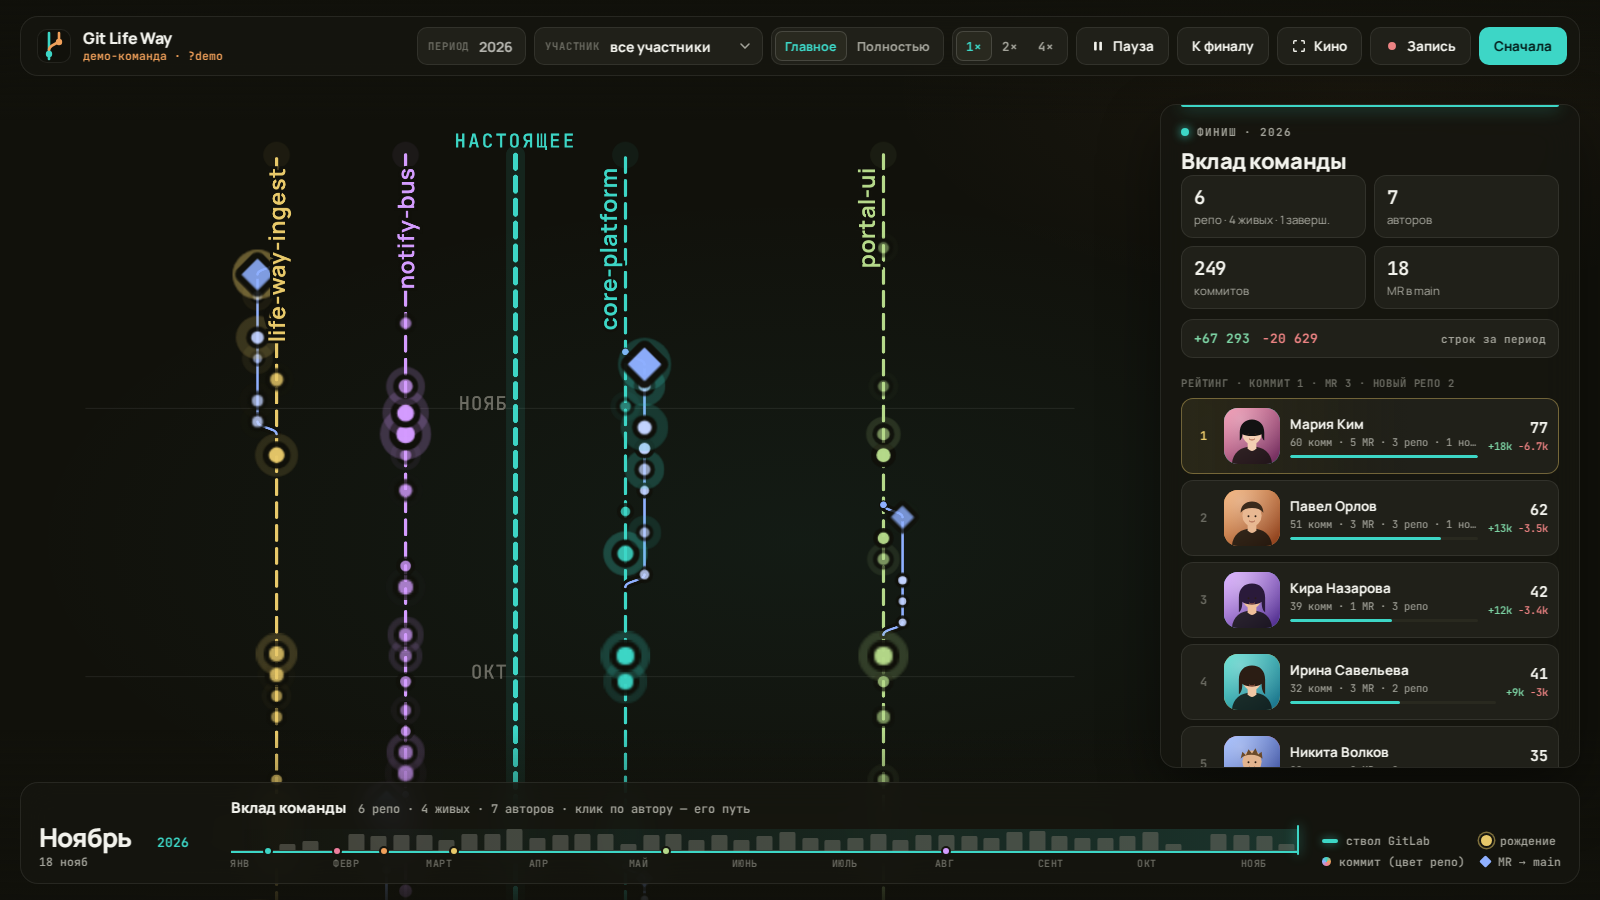 Git Life Way
демо-команда · ?demo
ПЕРИОД 2026
УЧАСТНИК все участники
Главное Полностью
1× 2× 4×
Пауза
К финалу
Кино
Запись
Сначала
НАСТОЯЩЕЕ
life-way-ingest
notify-bus
core-platform
portal-ui
НОЯБ
ОКТ
ФИНИШ · 2026
Вклад команды
6
репо · 4 живых · 1 заверш.
7
авторов
249
коммитов
18
MR в main
+67 293 -20 629 строк за период
РЕЙТИНГ · КОММИТ 1 · MR 3 · НОВЫЙ РЕПО 2
1 Мария Ким 77
60 комм · 5 MR · 3 репо · 1 но… +18k -6.7k
2 Павел Орлов 62
51 комм · 3 MR · 3 репо · 1 но… +13k -3.5k
3 Кира Назарова 42
39 комм · 1 MR · 3 репо +12k -3.4k
4 Ирина Савельева 41
32 комм · 3 MR · 2 репо +9k -3k
5 Никита Волков 35
Ноябрь 2026
18 нояб
Вклад команды 6 репо · 4 живых · 7 авторов · клик по автору — его путь
ЯНВ ФЕВР МАРТ АПР МАЙ ИЮНЬ ИЮЛЬ АВГ СЕНТ ОКТ НОЯБ
ствол GitLab
рождение
коммит (цвет репо)
MR → main